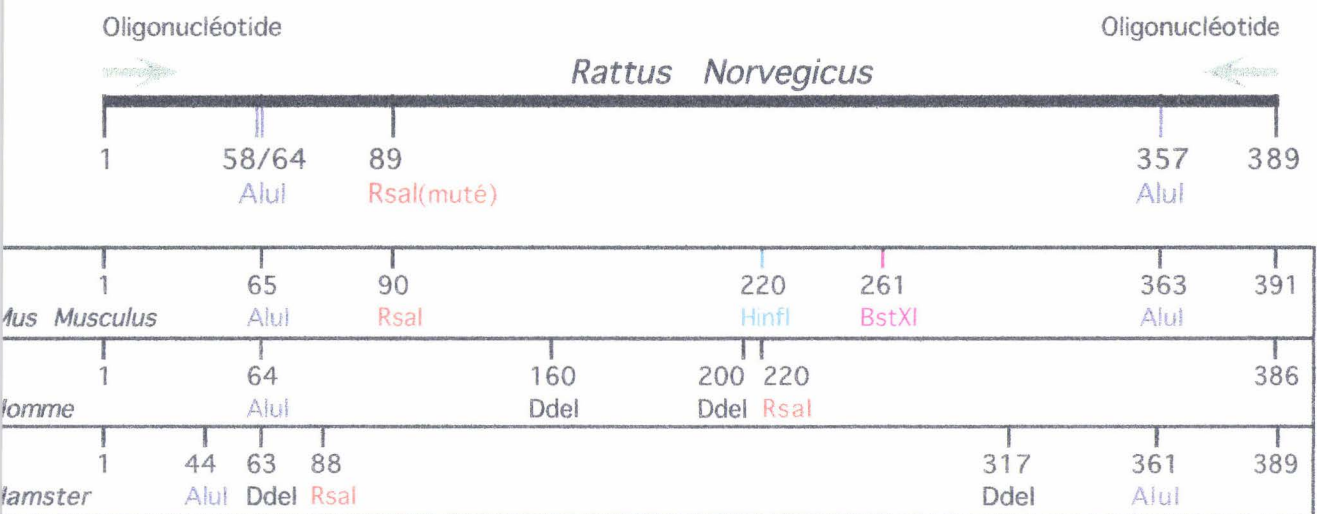 Oligonucléotide Oligonucléotide
Rattus Norvegicus
1 58/64 89 357 389
AluI RsaI(muté) AluI
1 65 90 220 261 363 391
Mus Musculus AluI RsaI HinfI BstXI AluI
1 64 160 200 220 386
Homme AluI DdeI DdeI RsaI
1 44 63 88 317 361 389
Hamster AluI DdeI RsaI DdeI AluI